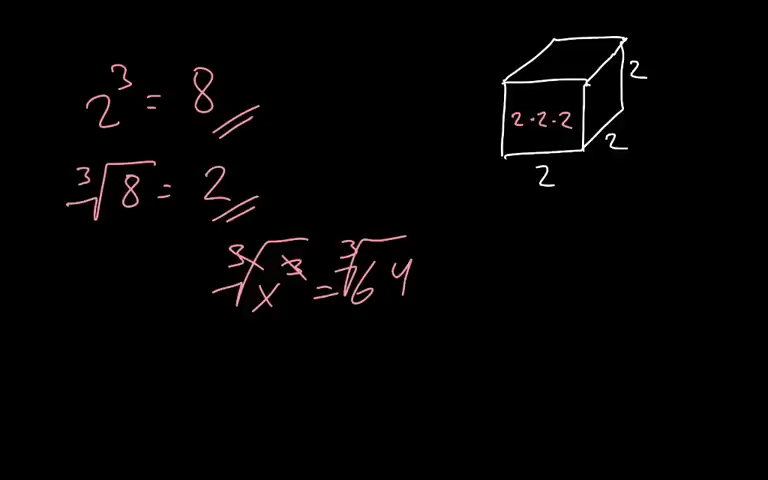 2³ = 8
∛8 = 2
∛x³ = ∛64
2
2·2·2
2
2